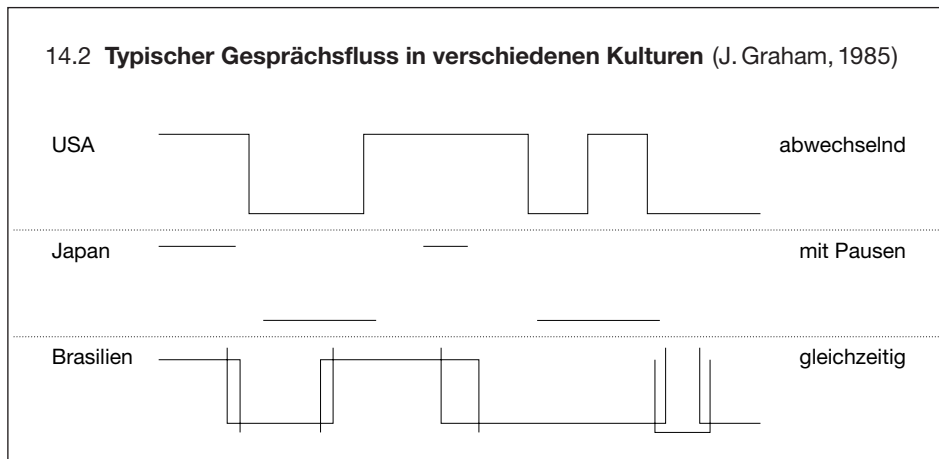 14.2 Typischer Gesprächsfluss in verschiedenen Kulturen (J. Graham, 1985)
USA abwechselnd
Japan mit Pausen
Brasilien gleichzeitig